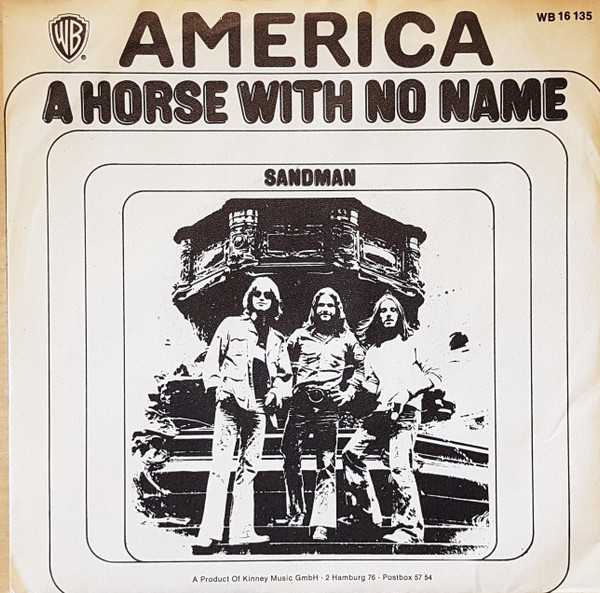 WB
AMERICA
WB 16 135
A HORSE WITH NO NAME
SANDMAN
A Product Of Kinney Music GmbH · 2 Hamburg 76 · Postbox 57 54